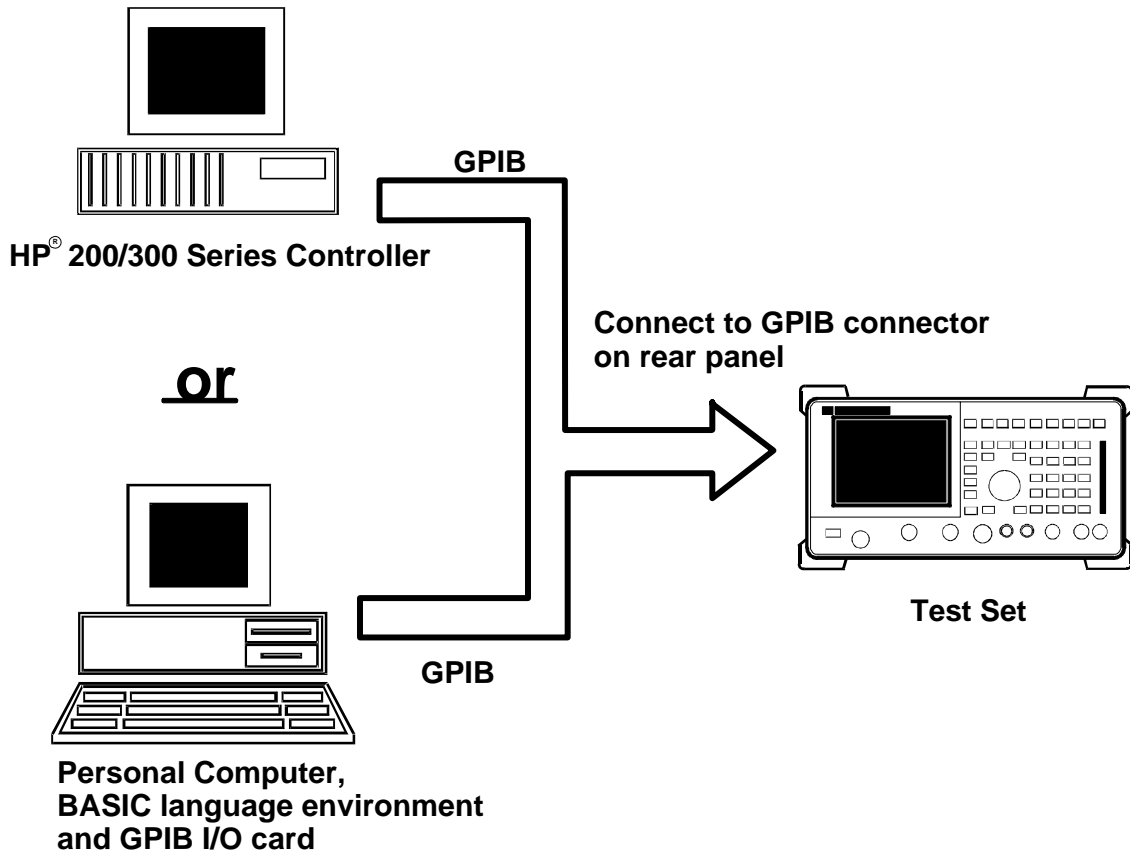 GPIB
HP® 200/300 Series Controller
Connect to GPIB connector
on rear panel
or
Test Set
GPIB
Personal Computer,
BASIC language environment
and GPIB I/O card